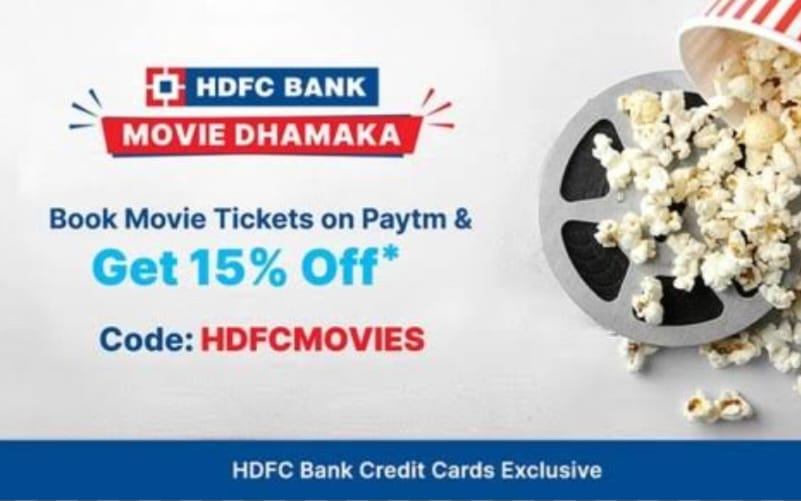 HDFC BANK
MOVIE DHAMAKA
Book Movie Tickets on Paytm &
Get 15% Off*
Code: HDFCMOVIES
HDFC Bank Credit Cards Exclusive